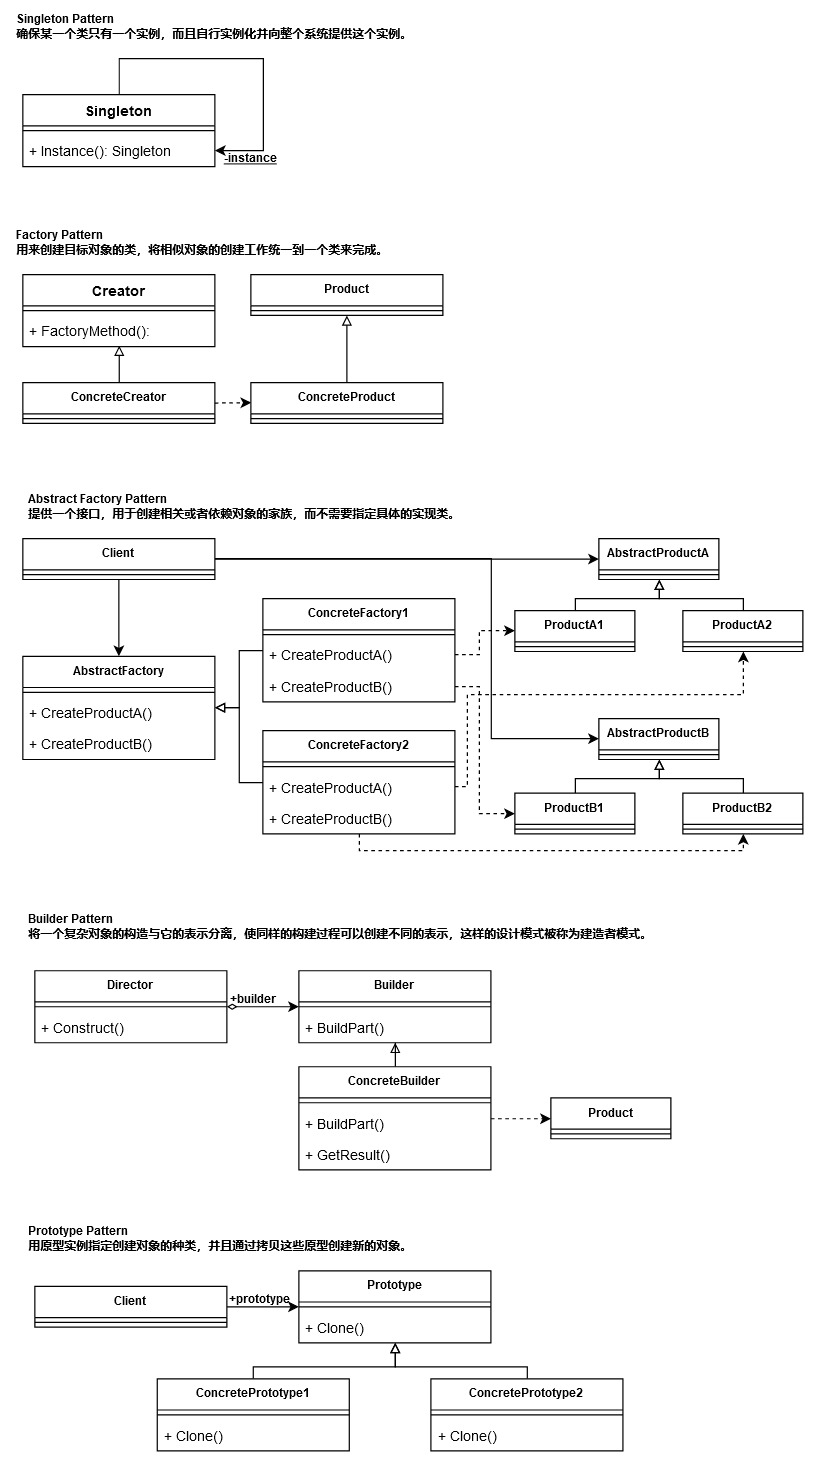 Singleton Pattern
确保某一个类只有一个实例，而且自行实例化并向整个系统提供这个实例。
Singleton
+ Instance(): Singleton
-instance
Factory Pattern
用来创建目标对象的类，将相似对象的创建工作统一到一个类来完成。
Creator
+ FactoryMethod():
Product
ConcreteCreator
ConcreteProduct
Abstract Factory Pattern
提供一个接口，用于创建相关或者依赖对象的家族，而不需要指定具体的实现类。
Client
AbstractProductA
ConcreteFactory1
+ CreateProductA()
+ CreateProductB()
ProductA1
ProductA2
AbstractFactory
+ CreateProductA()
+ CreateProductB()
AbstractProductB
ConcreteFactory2
+ CreateProductA()
+ CreateProductB()
ProductB1
ProductB2
Builder Pattern
将一个复杂对象的构造与它的表示分离，使同样的构建过程可以创建不同的表示，这样的设计模式被称为建造者模式。
Director
+ Construct()
+builder
Builder
+ BuildPart()
ConcreteBuilder
+ BuildPart()
+ GetResult()
Product
Prototype Pattern
用原型实例指定创建对象的种类，并且通过拷贝这些原型创建新的对象。
Client
+prototype
Prototype
+ Clone()
ConcretePrototype1
+ Clone()
ConcretePrototype2
+ Clone()